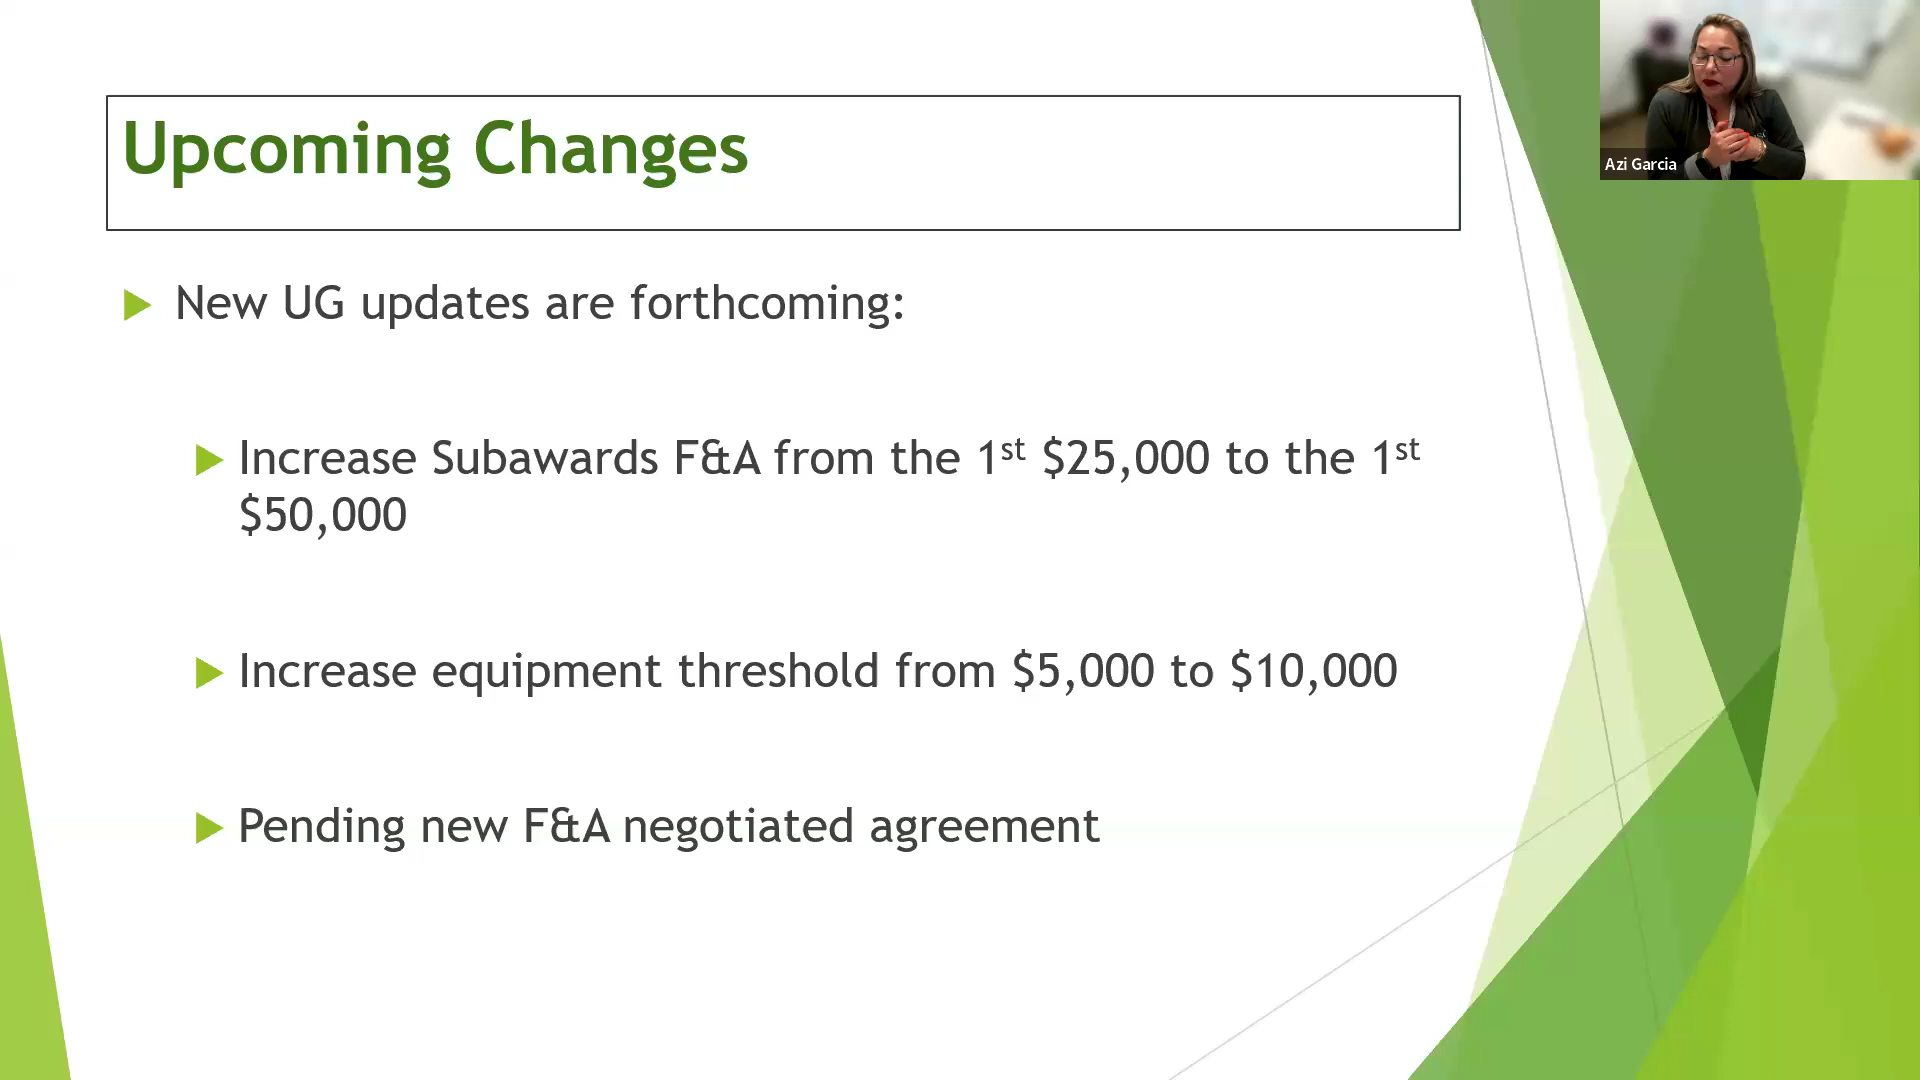 Upcoming Changes
New UG updates are forthcoming:
Increase Subawards F&A from the 1st $25,000 to the 1st
$50,000
Increase equipment threshold from $5,000 to $10,000
Pending new F&A negotiated agreement
Azi Garcia